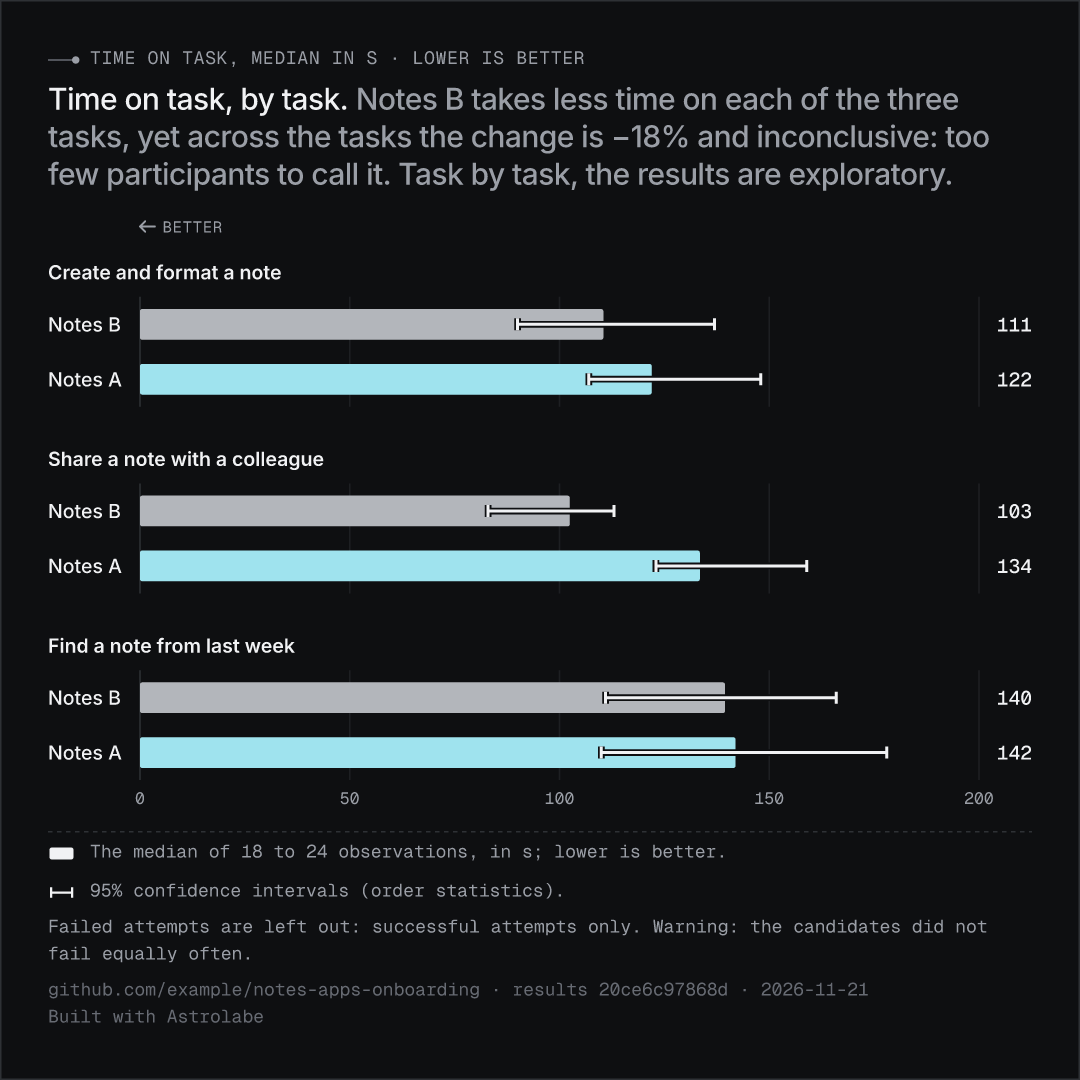 TIME ON TASK, MEDIAN IN S · LOWER IS BETTER
Time on task, by task. Notes B takes less time on each of the three
tasks, yet across the tasks the change is −18% and inconclusive: too
few participants to call it. Task by task, the results are exploratory.
← BETTER
Create and format a note
Notes B 111
Notes A 122
Share a note with a colleague
Notes B 103
Notes A 134
Find a note from last week
Notes B 140
Notes A 142
0 50 100 150 200
The median of 18 to 24 observations, in s; lower is better.
95% confidence intervals (order statistics).
Failed attempts are left out: successful attempts only. Warning: the candidates did not
fail equally often.
github.com/example/notes-apps-onboarding · results 20ce6c97868d · 2026-11-21
Built with Astrolabe